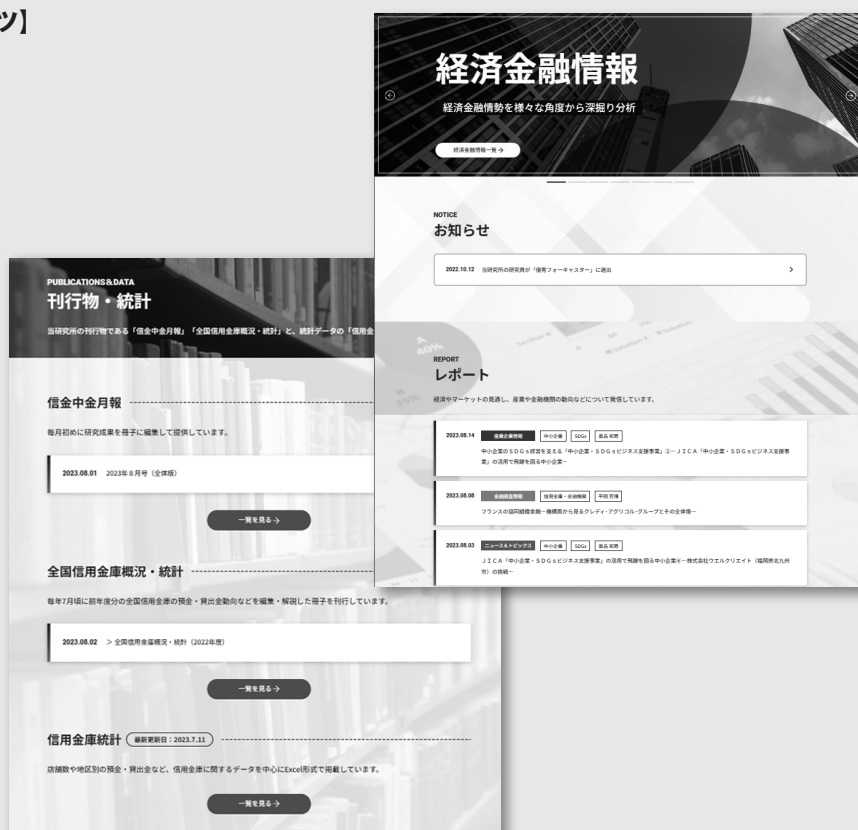 ツ】
経済金融情報
経済金融情勢を様々な角度から深掘り分析
経済金融情報一覧 →
NOTICE
お知らせ
2022.10.12 当研究所の研究員が「優秀フォーキャスター」に選出
REPORT
レポート
経済やマーケットの見通し、産業や金融機関の動向などについて発信しています。
2023.08.14 産業企業情報 中小企業 SDGs
中小企業のSDGs経営を支える「中小企業・SDGsビジネス支援事業」②－JICA「中小企業・SDGsビジネス支援事
業」の活用で飛躍を図る中小企業－
2023.08.08 金融調査情報 信用金庫・金融機関 平岡 芳博
フランスの協同組織金融－機構面から見るクレディ・アグリコル・グループとその全体像－
2023.08.03 ニュース&トピックス 中小企業 SDGs
JICA「中小企業・SDGsビジネス支援事業」の活用で飛躍を図る中小企業④－株式会社ウエルクリエイト（福岡県北九州
市）の挑戦－
PUBLICATIONS&DATA
刊行物・統計
当研究所の刊行物である「信金中金月報」「全国信用金庫概況・統計」と、統計データの「信用金
信金中金月報
毎月初めに研究成果を冊子に編集して提供しています。
2023.08.01 2023年8月号（全体版）
一覧を見る →
全国信用金庫概況・統計
毎年7月頃に前年度分の全国信用金庫の預金・貸出金動向などを編集・解説した冊子を刊行しています。
2023.08.02 ＞ 全国信用金庫概況・統計（2022年度）
一覧を見る →
信用金庫統計 最新更新日：2023.7.11
店舗数や地区別の預金・貸出金など、信用金庫に関するデータを中心にExcel形式で掲載しています。
一覧を見る →